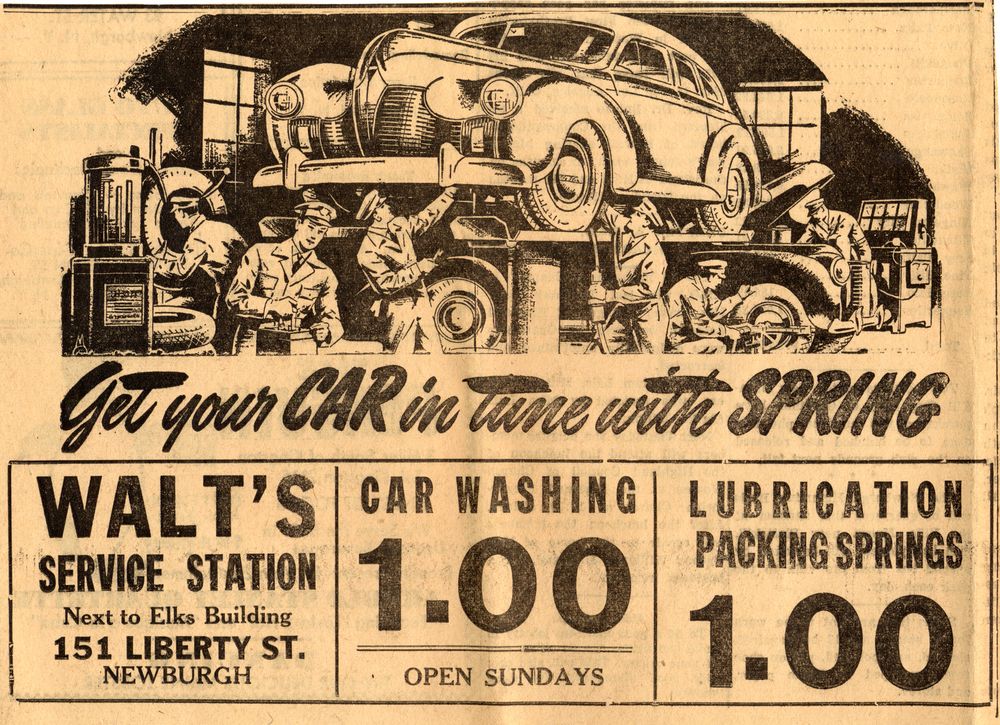 Get your CAR in tune with SPRING
WALT'S
SERVICE STATION
Next to Elks Building
151 LIBERTY ST.
NEWBURGH
CAR WASHING
1.00
OPEN SUNDAYS
LUBRICATION
PACKING SPRINGS
1.00